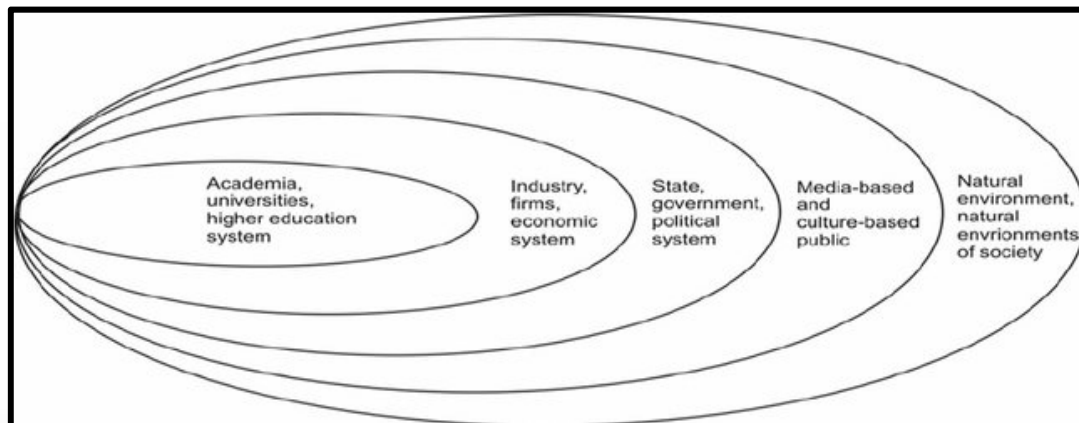 Academia,
universities,
higher education
system
Industry,
firms,
economic
system
State,
government,
political
system
Media-based
and
culture-based
public
Natural
environment,
natural
envrionments
of society